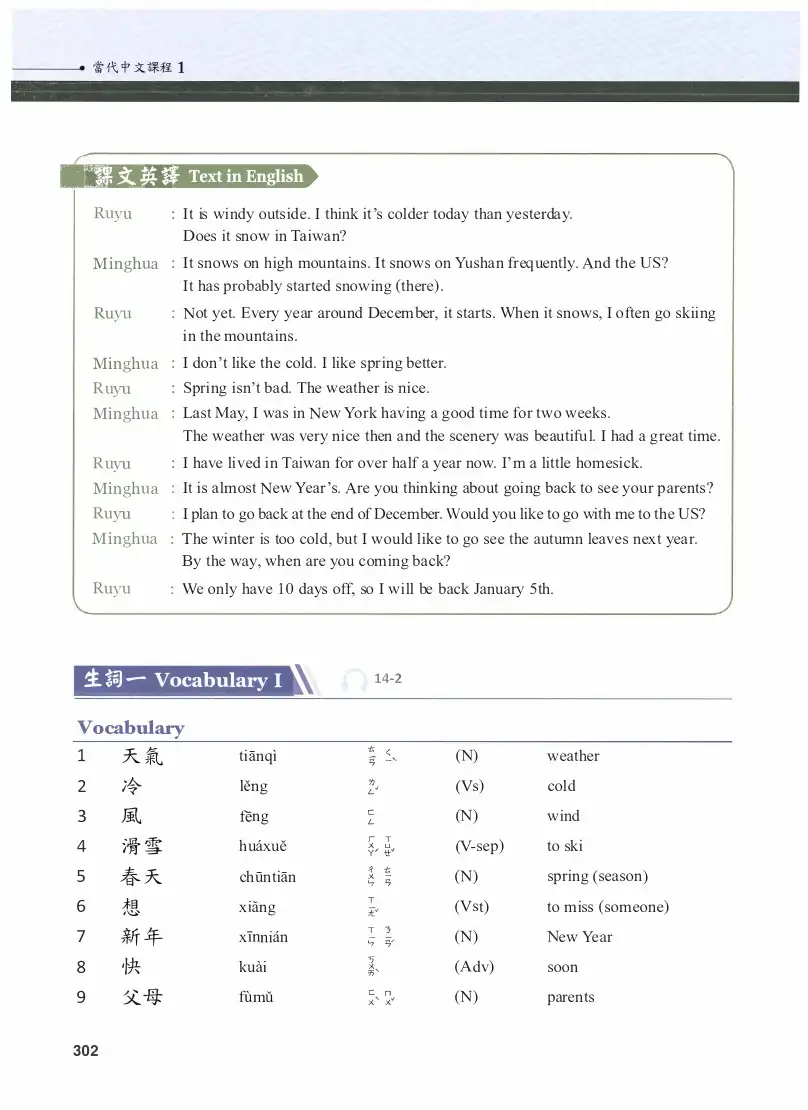 當代中文課程 1
課文英譯 Text in English
Ruyu : It is windy outside. I think it's colder today than yesterday.
Does it snow in Taiwan?
Minghua : It snows on high mountains. It snows on Yushan frequently. And the US?
It has probably started snowing (there).
Ruyu : Not yet. Every year around December, it starts. When it snows, I often go skiing
in the mountains.
Minghua : I don't like the cold. I like spring better.
Ruyu : Spring isn't bad. The weather is nice.
Minghua : Last May, I was in New York having a good time for two weeks.
The weather was very nice then and the scenery was beautiful. I had a great time.
Ruyu : I have lived in Taiwan for over half a year now. I'm a little homesick.
Minghua : It is almost New Year's. Are you thinking about going back to see your parents?
Ruyu : I plan to go back at the end of December. Would you like to go with me to the US?
Minghua : The winter is too cold, but I would like to go see the autumn leaves next year.
By the way, when are you coming back?
Ruyu : We only have 10 days off, so I will be back January 5th.
生詞一 Vocabulary I 14-2
Vocabulary
1 天氣 tiānqì ㄊㄧㄢ ㄑㄧˋ (N) weather
2 冷 lěng ㄌㄥˇ (Vs) cold
3 風 fēng ㄈㄥ (N) wind
4 滑雪 huáxuě ㄏㄨㄚˊ ㄒㄩㄝˇ (V-sep) to ski
5 春天 chūntiān ㄔㄨㄣ ㄊㄧㄢ (N) spring (season)
6 想 xiǎng ㄒㄧㄤˇ (Vst) to miss (someone)
7 新年 xīnnián ㄒㄧㄣ ㄋㄧㄢˊ (N) New Year
8 快 kuài ㄎㄨㄞˋ (Adv) soon
9 父母 fùmǔ ㄈㄨˋ ㄇㄨˇ (N) parents
302